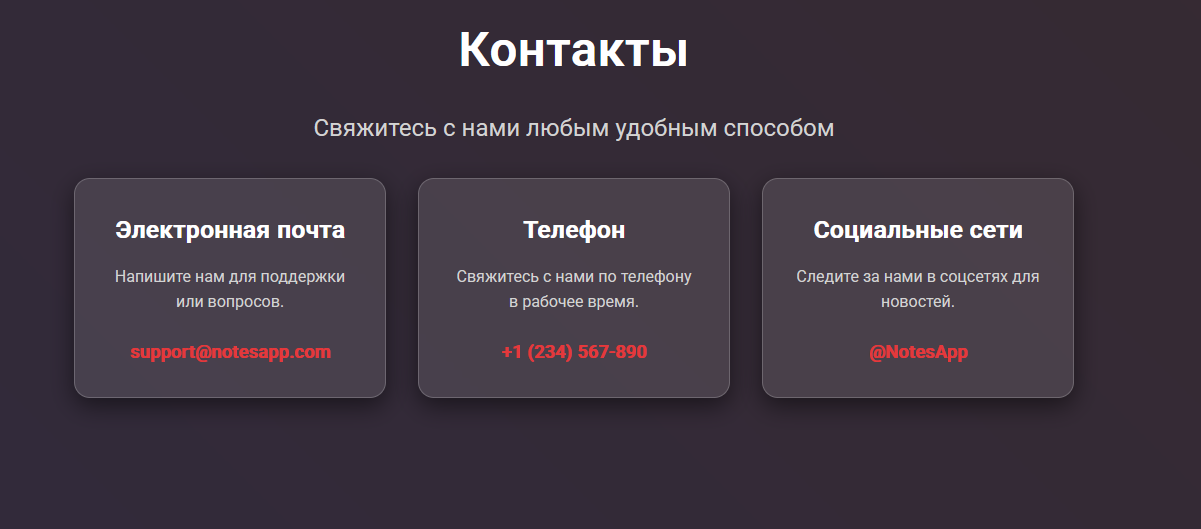 Контакты
Свяжитесь с нами любым удобным способом
Электронная почта
Напишите нам для поддержки
или вопросов.
support@notesapp.com
Телефон
Свяжитесь с нами по телефону
в рабочее время.
+1 (234) 567-890
Социальные сети
Следите за нами в соцсетях для
новостей.
@NotesApp